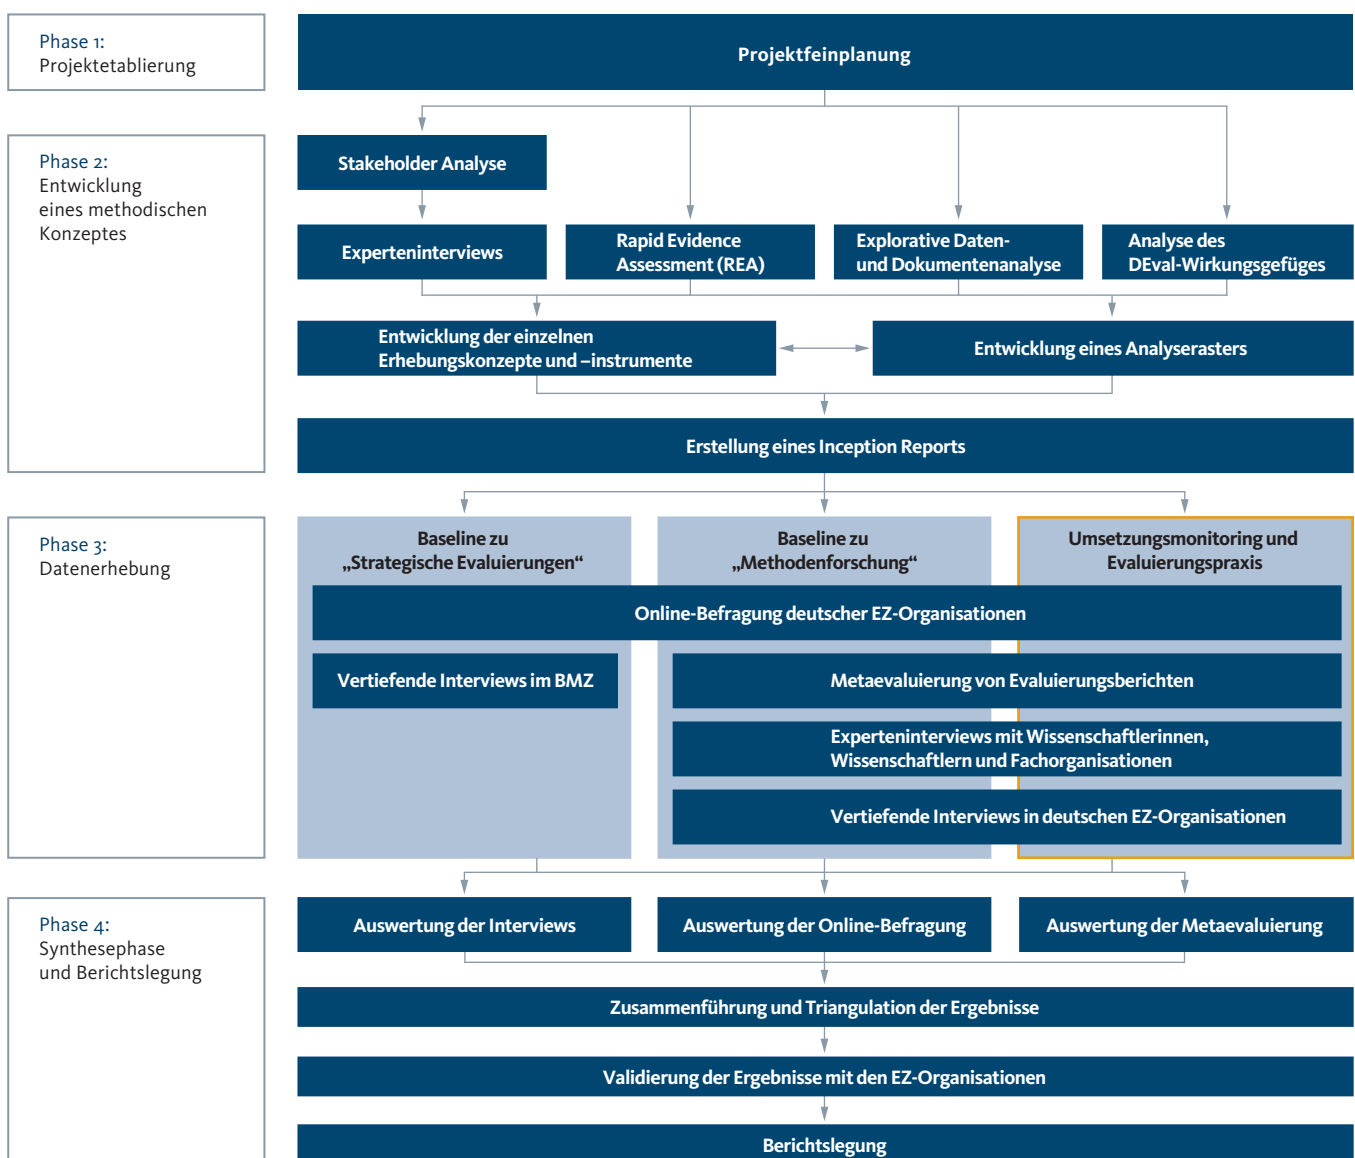 Phase 1:
Projektetablierung
Projektfeinplanung
Phase 2:
Entwicklung
eines methodischen
Konzeptes
Stakeholder Analyse
Experteninterviews
Rapid Evidence
Assessment (REA)
Explorative Daten-
und Dokumentenanalyse
Analyse des
DEval-Wirkungsgefüges
Entwicklung der einzelnen
Erhebungskonzepte und –instrumente
Entwicklung eines Analyserasters
Erstellung eines Inception Reports
Phase 3:
Datenerhebung
Baseline zu
„Strategische Evaluierungen“
Baseline zu
„Methodenforschung“
Umsetzungsmonitoring und
Evaluierungspraxis
Online-Befragung deutscher EZ-Organisationen
Vertiefende Interviews im BMZ
Metaevaluierung von Evaluierungsberichten
Experteninterviews mit Wissenschaftlerinnen,
Wissenschaftlern und Fachorganisationen
Vertiefende Interviews in deutschen EZ-Organisationen
Phase 4:
Synthesephase
und Berichtslegung
Auswertung der Interviews
Auswertung der Online-Befragung
Auswertung der Metaevaluierung
Zusammenführung und Triangulation der Ergebnisse
Validierung der Ergebnisse mit den EZ-Organisationen
Berichtslegung